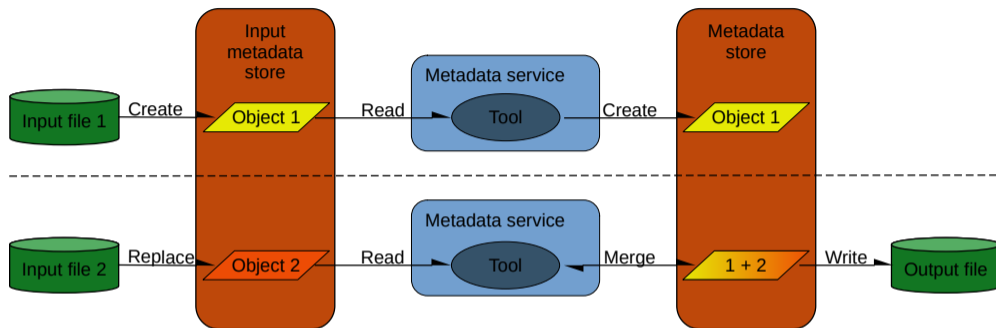 Input
metadata
store
Metadata
store
Metadata service
Input file 1
Create
Object 1
Read
Tool
Create
Object 1
Metadata service
Input file 2
Replace
Object 2
Read
Tool
Merge
1 + 2
Write
Output file